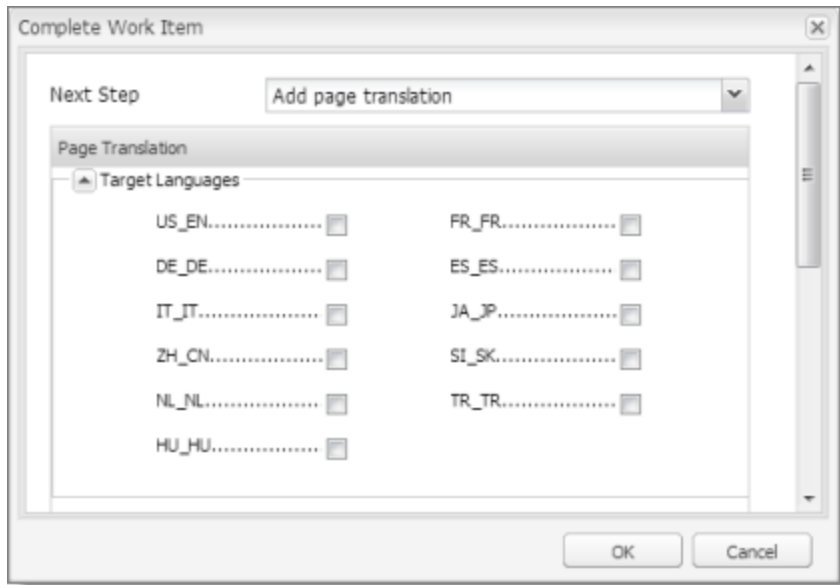 Complete Work Item
Next Step Add page translation
Page Translation
Target Languages
US_EN.................... FR_FR....................
DE_DE.................... ES_ES....................
IT_IT.................... JA_JP....................
ZH_CN.................... SI_SK....................
NL_NL.................... TR_TR....................
HU_HU....................
OK Cancel